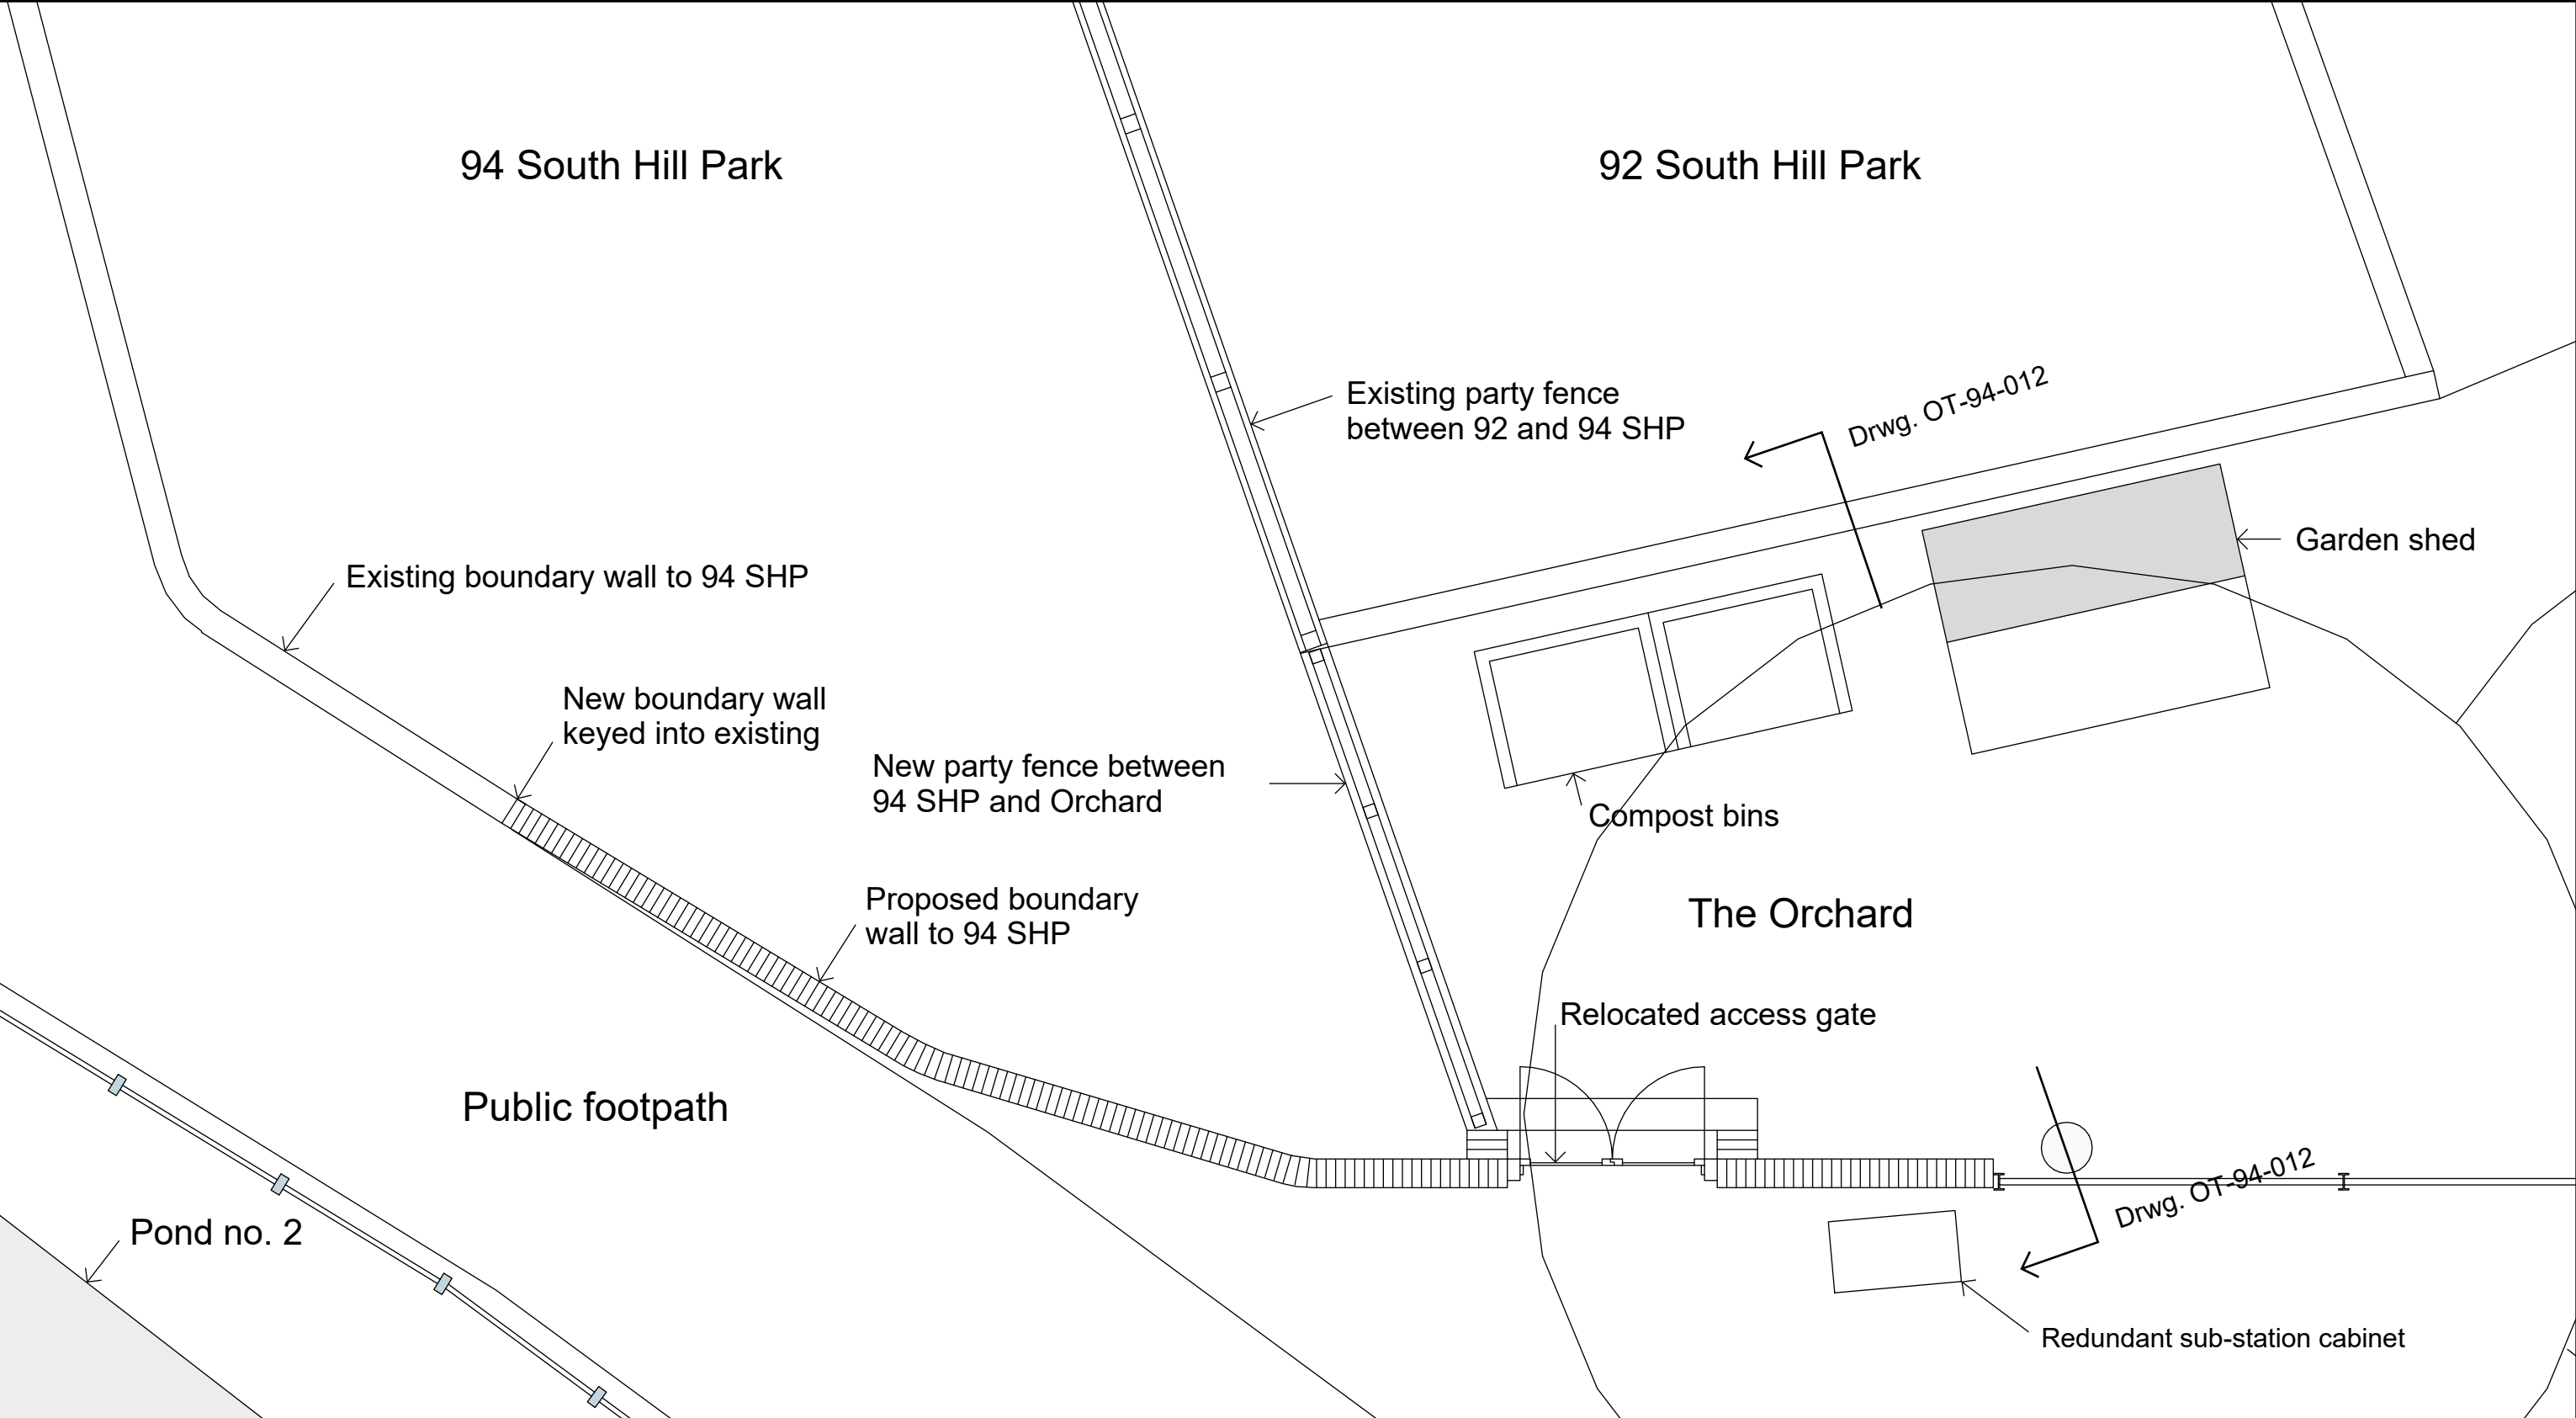 94 South Hill Park
92 South Hill Park
Existing party fence
between 92 and 94 SHP
Drwg. OT-94-012
Garden shed
Existing boundary wall to 94 SHP
New boundary wall
keyed into existing
New party fence between
94 SHP and Orchard
Compost bins
Proposed boundary
wall to 94 SHP
The Orchard
Relocated access gate
Public footpath
Drwg. OT-94-012
Pond no. 2
Redundant sub-station cabinet